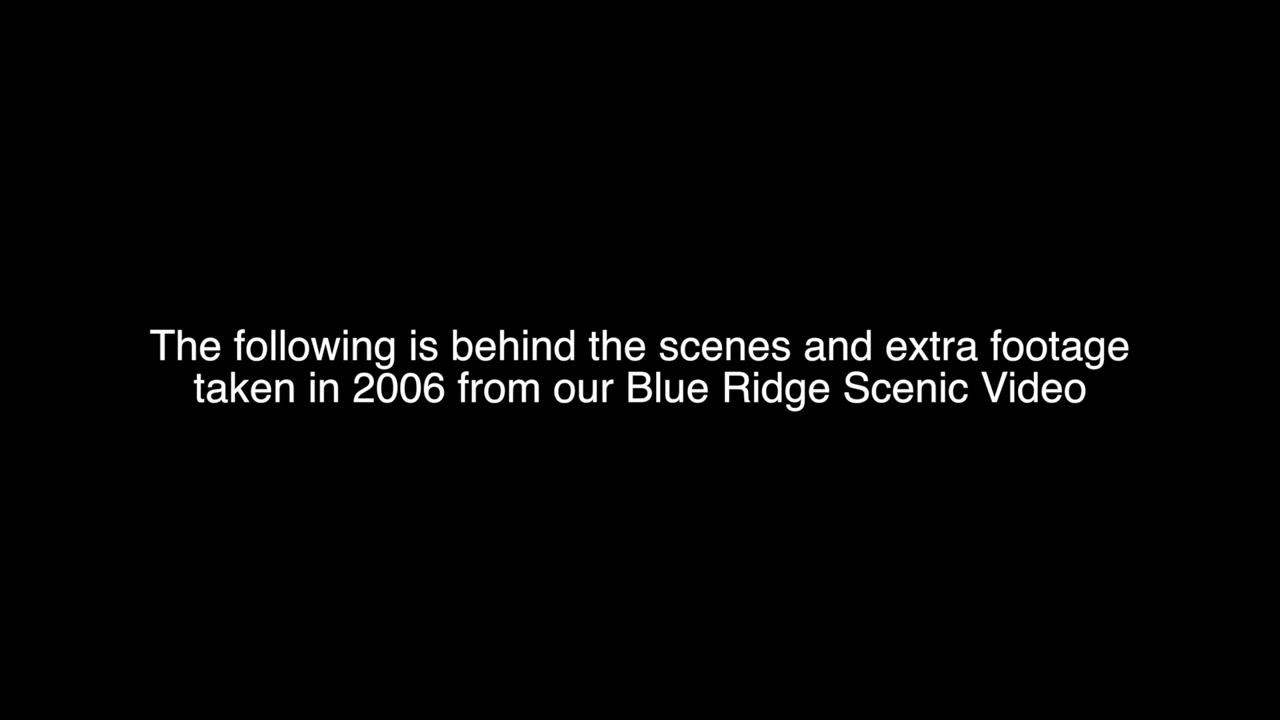 The following is behind the scenes and extra footage
taken in 2006 from our Blue Ridge Scenic Video